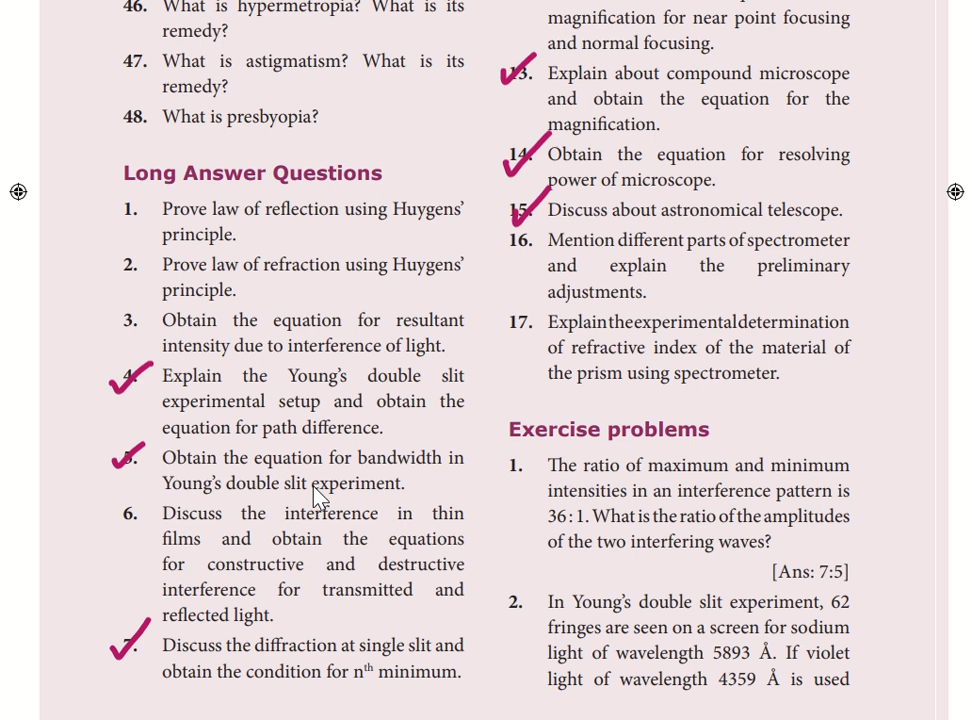 46. What is hypermetropia? What is its
remedy?
47. What is astigmatism? What is its
remedy?
48. What is presbyopia?
Long Answer Questions
1. Prove law of reflection using Huygens’
principle.
2. Prove law of refraction using Huygens’
principle.
3. Obtain the equation for resultant
intensity due to interference of light.
4. Explain the Young’s double slit
experimental setup and obtain the
equation for path difference.
5. Obtain the equation for bandwidth in
Young’s double slit experiment.
6. Discuss the interference in thin
films and obtain the equations
for constructive and destructive
interference for transmitted and
reflected light.
7. Discuss the diffraction at single slit and
obtain the condition for nth minimum.
magnification for near point focusing
and normal focusing.
13. Explain about compound microscope
and obtain the equation for the
magnification.
14. Obtain the equation for resolving
power of microscope.
15. Discuss about astronomical telescope.
16. Mention different parts of spectrometer
and explain the preliminary
adjustments.
17. Explain the experimental determination
of refractive index of the material of
the prism using spectrometer.
Exercise problems
1. The ratio of maximum and minimum
intensities in an interference pattern is
36 : 1. What is the ratio of the amplitudes
of the two interfering waves?
[Ans: 7:5]
2. In Young’s double slit experiment, 62
fringes are seen on a screen for sodium
light of wavelength 5893 Å. If violet
light of wavelength 4359 Å is used